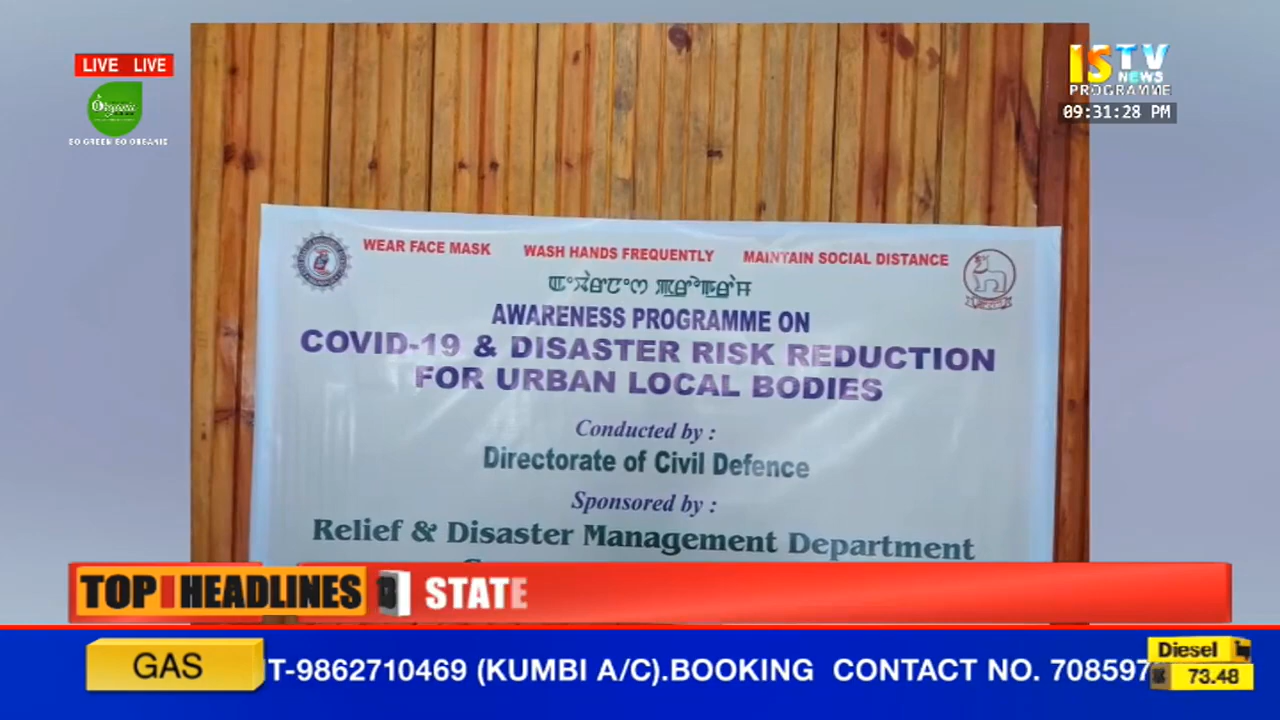 LIVE LIVE
Organic
GO GREEN GO ORGANIC
ISTV
NEWS
PROGRAMME
09:31:28 PM
WEAR FACE MASK WASH HANDS FREQUENTLY MAINTAIN SOCIAL DISTANCE
AWARENESS PROGRAMME ON
COVID-19 & DISASTER RISK REDUCTION
FOR URBAN LOCAL BODIES
Conducted by :
Directorate of Civil Defence
Sponsored by :
Relief & Disaster Management Department
TOP HEADLINES STATE
GAS
T-9862710469 (KUMBI A/C).BOOKING CONTACT NO. 708597
Diesel
73.48